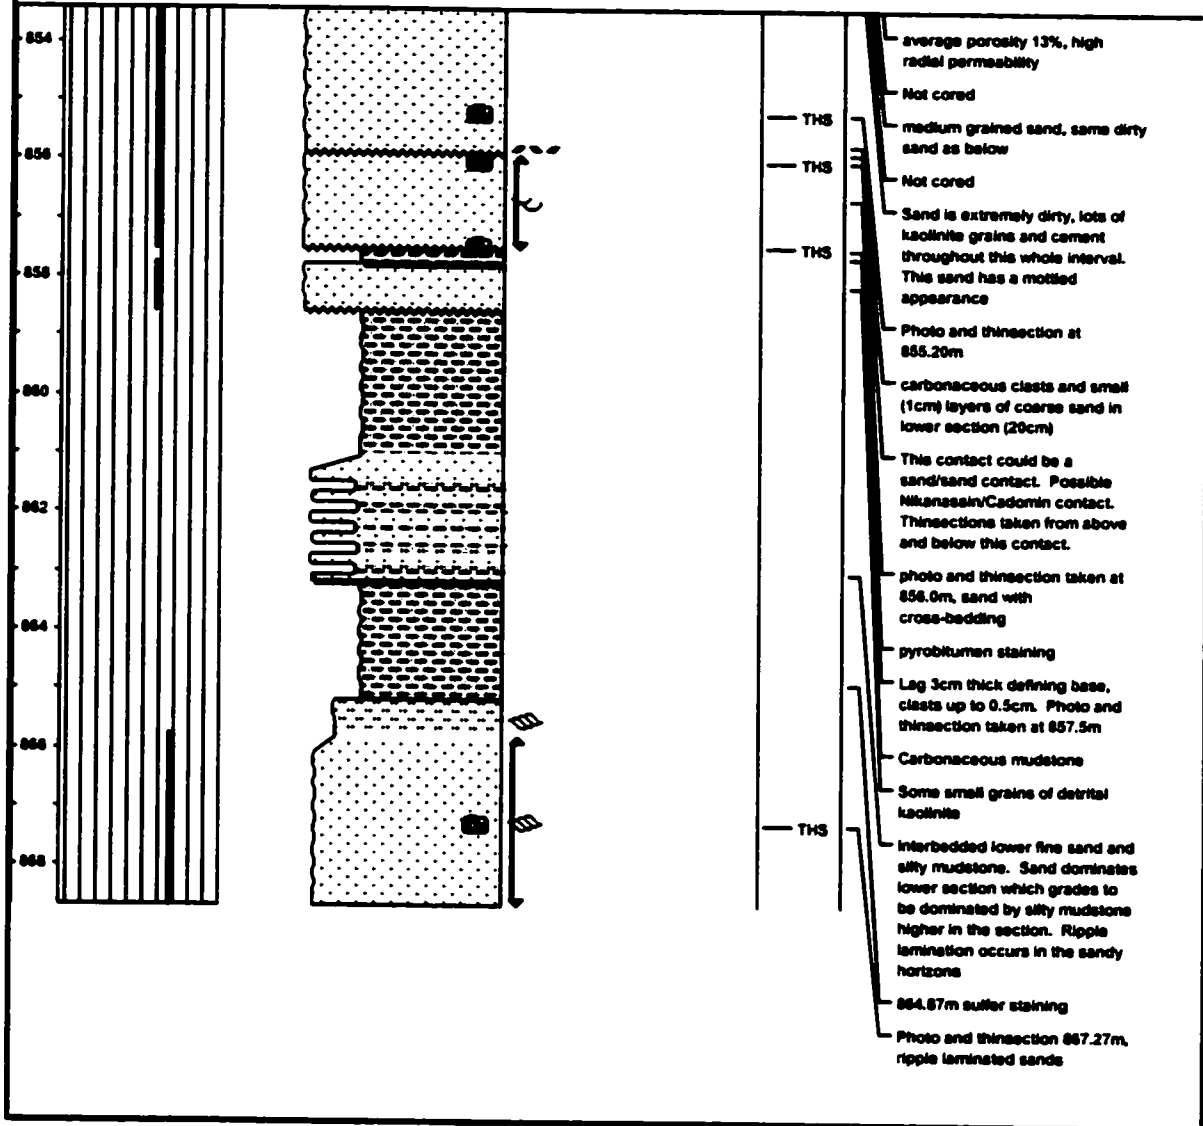 854
856
858
860
862
864
866
868
THS
THS
THS
THS
average porosity 13%, high
radial permeability
Not cored
medium grained sand, same dirty
sand as below
Not cored
Sand is extremely dirty, lots of
kaolinite grains and cement
throughout this whole interval.
This sand has a mottled
appearance
Photo and thinsection at
855.20m
carbonaceous clasts and small
(1cm) layers of coarse sand in
lower section (20cm)
This contact could be a
sand/sand contact. Possible
Nikanassin/Cadomin contact.
Thinsections taken from above
and below this contact.
photo and thinsection taken at
856.0m, sand with
cross-bedding
pyrobitumen staining
Lag 3cm thick defining base,
clasts up to 0.5cm. Photo and
thinsection taken at 857.5m
Carbonaceous mudstone
Some small grains of detrital
kaolinite
Interbedded lower fine sand and
silty mudstone. Sand dominates
lower section which grades to
be dominated by silty mudstone
higher in the section. Ripple
lamination occurs in the sandy
horizons
864.87m sulfer staining
Photo and thinsection 867.27m,
ripple laminated sands